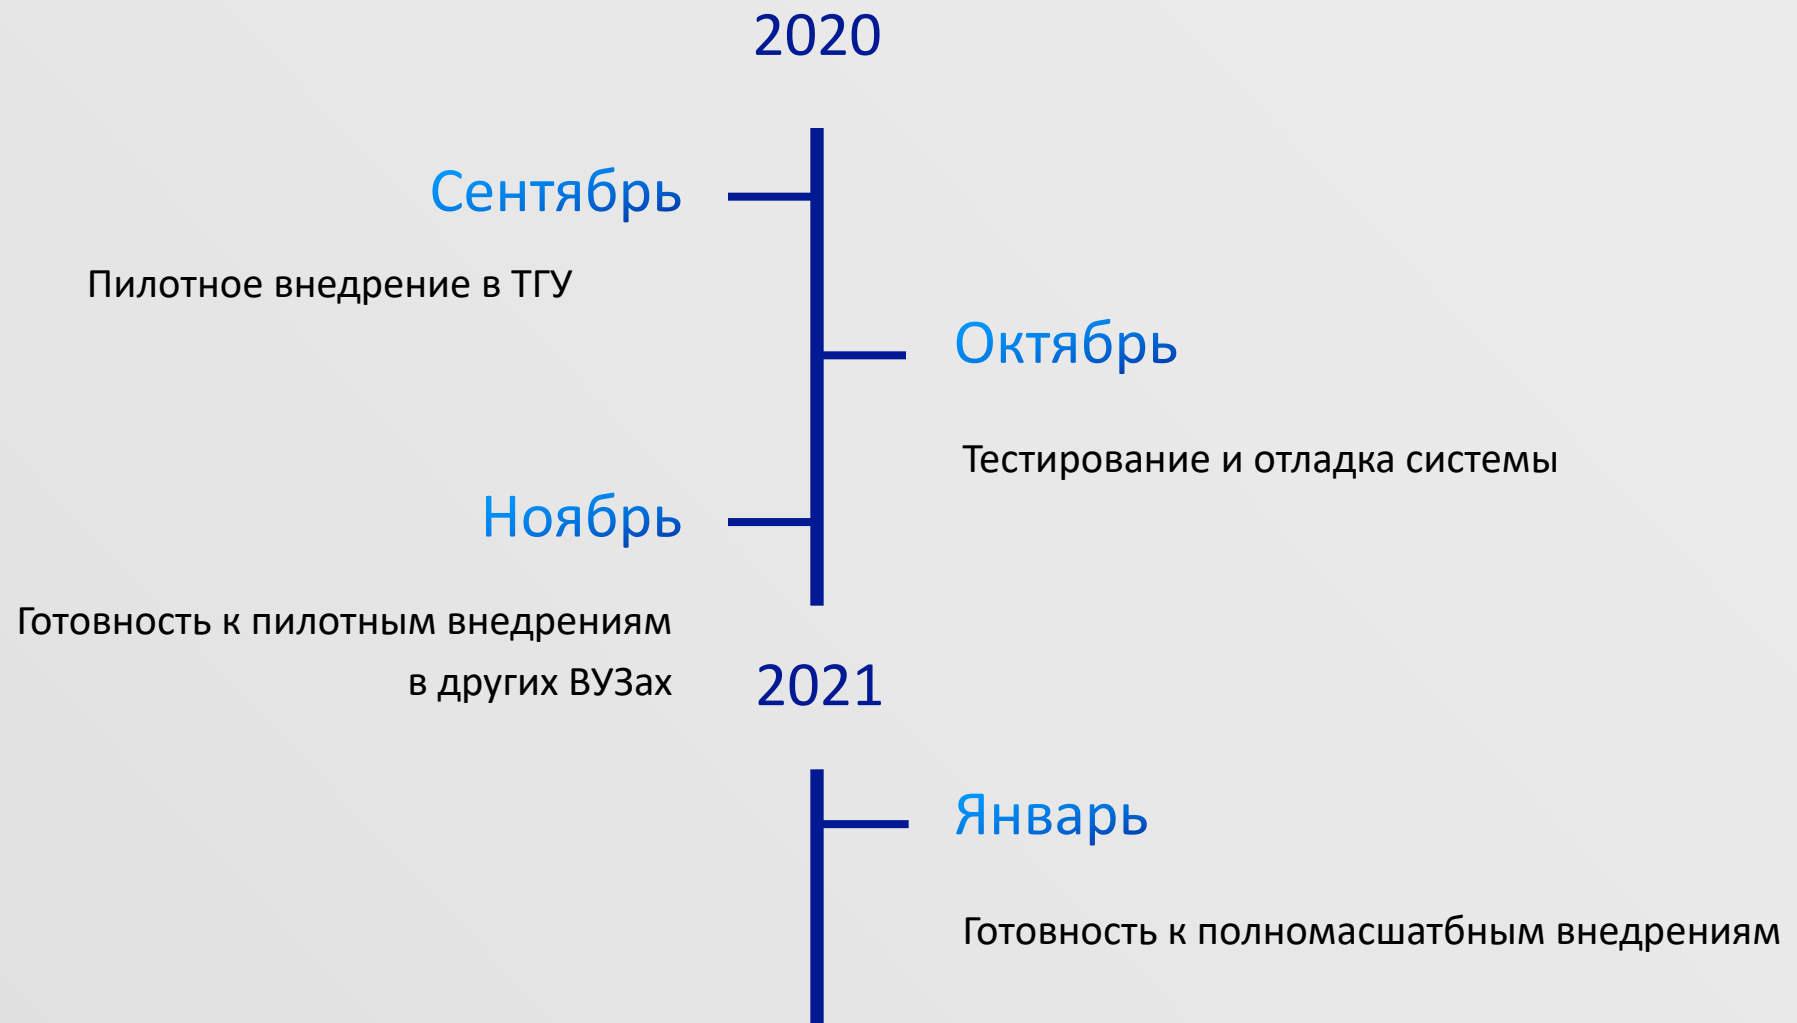 2020
Сентябрь
Пилотное внедрение в ТГУ
Октябрь
Тестирование и отладка системы
Ноябрь
Готовность к пилотным внедрениям
в других ВУЗах
2021
Январь
Готовность к полномасшатбным внедрениям